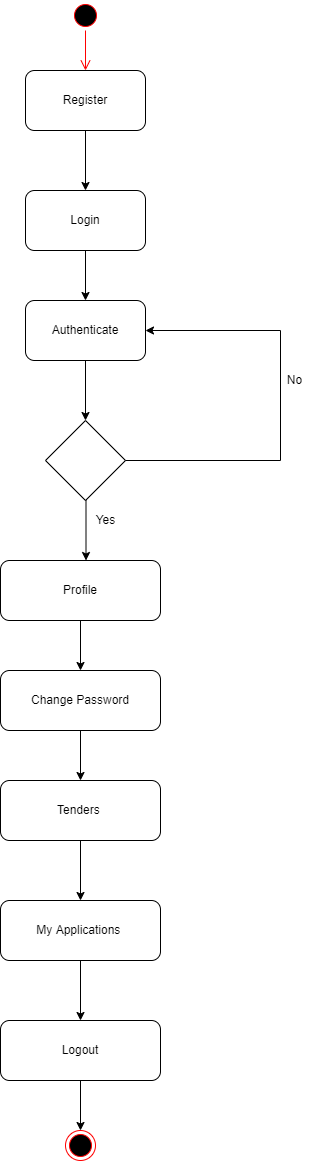 Register
Login
Authenticate
No
Yes
Profile
Change Password
Tenders
My Applications
Logout